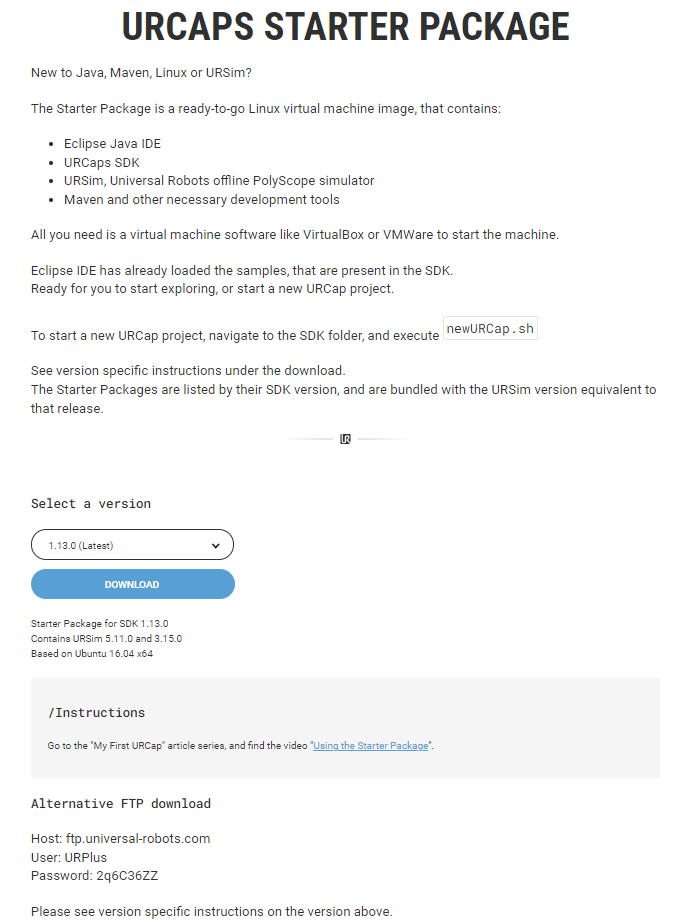 URCAPS STARTER PACKAGE
New to Java, Maven, Linux or URSim?
The Starter Package is a ready-to-go Linux virtual machine image, that contains:
• Eclipse Java IDE
• URCaps SDK
• URSim, Universal Robots offline PolyScope simulator
• Maven and other necessary development tools
All you need is a virtual machine software like VirtualBox or VMWare to start the machine.
Eclipse IDE has already loaded the samples, that are present in the SDK.
Ready for you to start exploring, or start a new URCap project.
To start a new URCap project, navigate to the SDK folder, and execute newURCap.sh
See version specific instructions under the download.
The Starter Packages are listed by their SDK version, and are bundled with the URSim version equivalent to
that release.
UR
Select a version
1.13.0 (Latest)
DOWNLOAD
Starter Package for SDK 1.13.0
Contains URSim 5.11.0 and 3.15.0
Based on Ubuntu 16.04 x64
/Instructions
Go to the "My First URCap" article series, and find the video "Using the Starter Package".
Alternative FTP download
Host: ftp.universal-robots.com
User: URPlus
Password: 2q6C36ZZ
Please see version specific instructions on the version above.